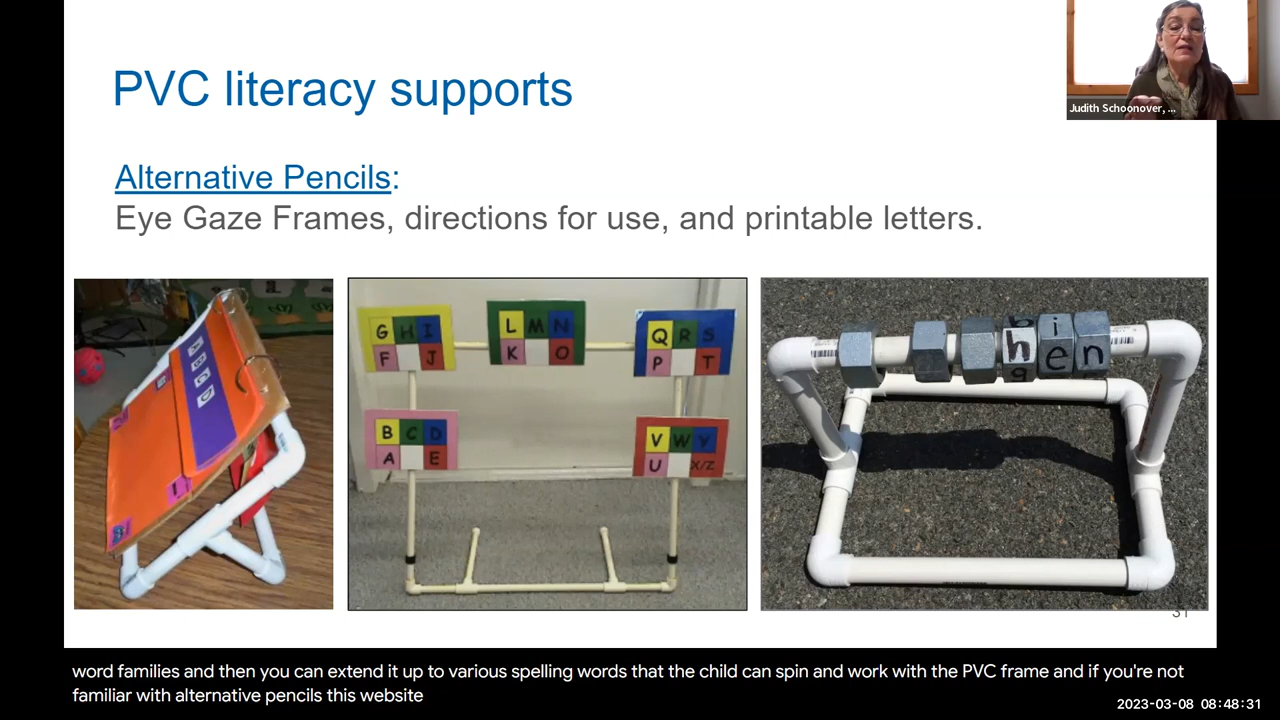 PVC literacy supports
Judith Schoonover, ...
Alternative Pencils:
Eye Gaze Frames, directions for use, and printable letters.
G H I
F J
L M N
K O
Q R S
P T
B C D
A E
V W Y
U X/Z
b i
h e n
g
31
word families and then you can extend it up to various spelling words that the child can spin and work with the PVC frame and if you're not
familiar with alternative pencils this website
2023-03-08 08:48:31